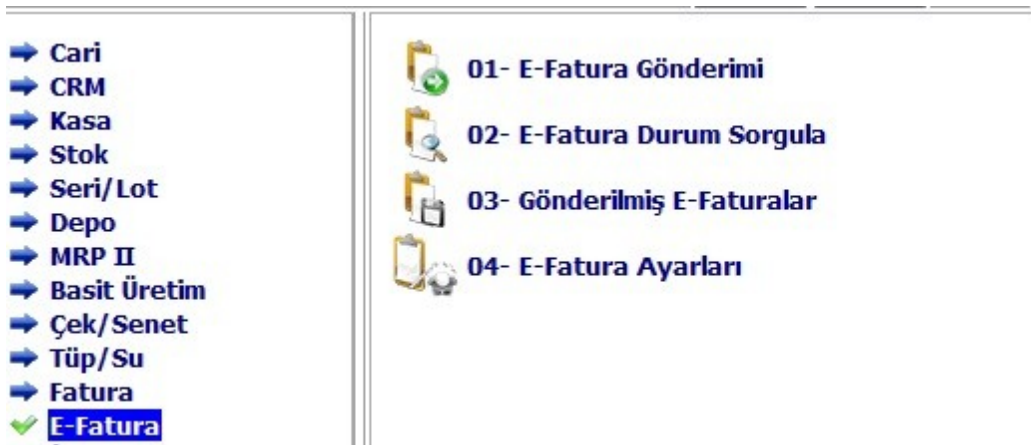 Cari
CRM
Kasa
Stok
Seri/Lot
Depo
MRP II
Basit Üretim
Çek/Senet
Tüp/Su
Fatura
E-Fatura
01- E-Fatura Gönderimi
02- E-Fatura Durum Sorgula
03- Gönderilmiş E-Faturalar
04- E-Fatura Ayarları